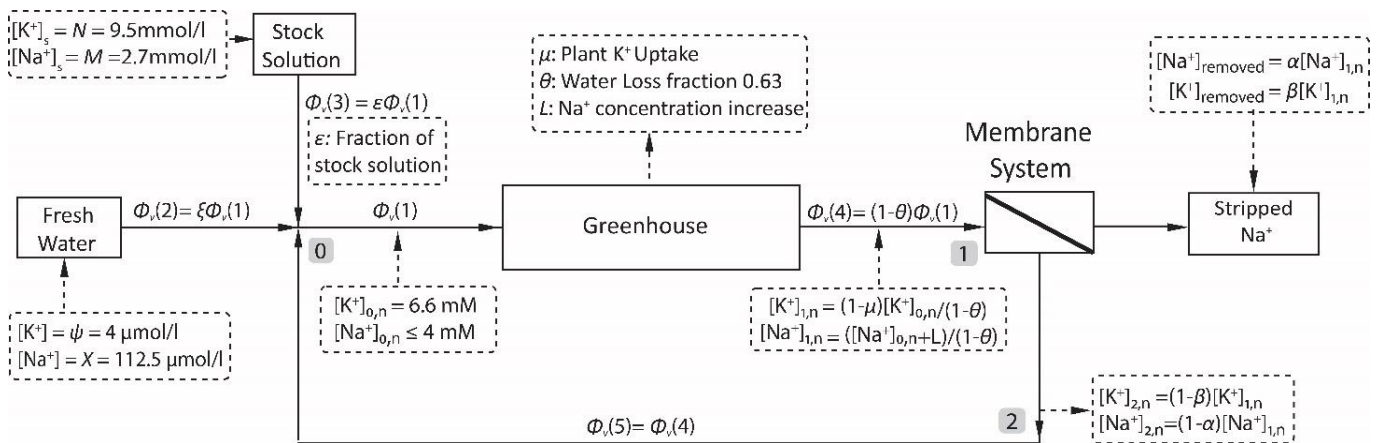 [K⁺]ₛ = N = 9.5mmol/l
[Na⁺]ₛ = M =2.7mmol/l
Stock
Solution
Φᵥ(3) = εΦᵥ(1)
ε: Fraction of
stock solution
μ: Plant K⁺ Uptake
θ: Water Loss fraction 0.63
L: Na⁺ concentration increase
[Na⁺]removed = α[Na⁺]1,n
[K⁺]removed = β[K⁺]1,n
Membrane
System
Fresh
Water
Φᵥ(2)= ξΦᵥ(1)
Φᵥ(1)
0
Greenhouse
Φᵥ(4)= (1-θ)Φᵥ(1)
1
Stripped
Na⁺
[K⁺] = ψ = 4 μmol/l
[Na⁺] = X = 112.5 μmol/l
[K⁺]0,n = 6.6 mM
[Na⁺]0,n ≤ 4 mM
[K⁺]1,n = (1-μ)[K⁺]0,n/(1-θ)
[Na⁺]1,n = ([Na⁺]0,n+L)/(1-θ)
Φᵥ(5)= Φᵥ(4)
2
[K⁺]2,n =(1-β)[K⁺]1,n
[Na⁺]2,n=(1-α)[Na⁺]1,n